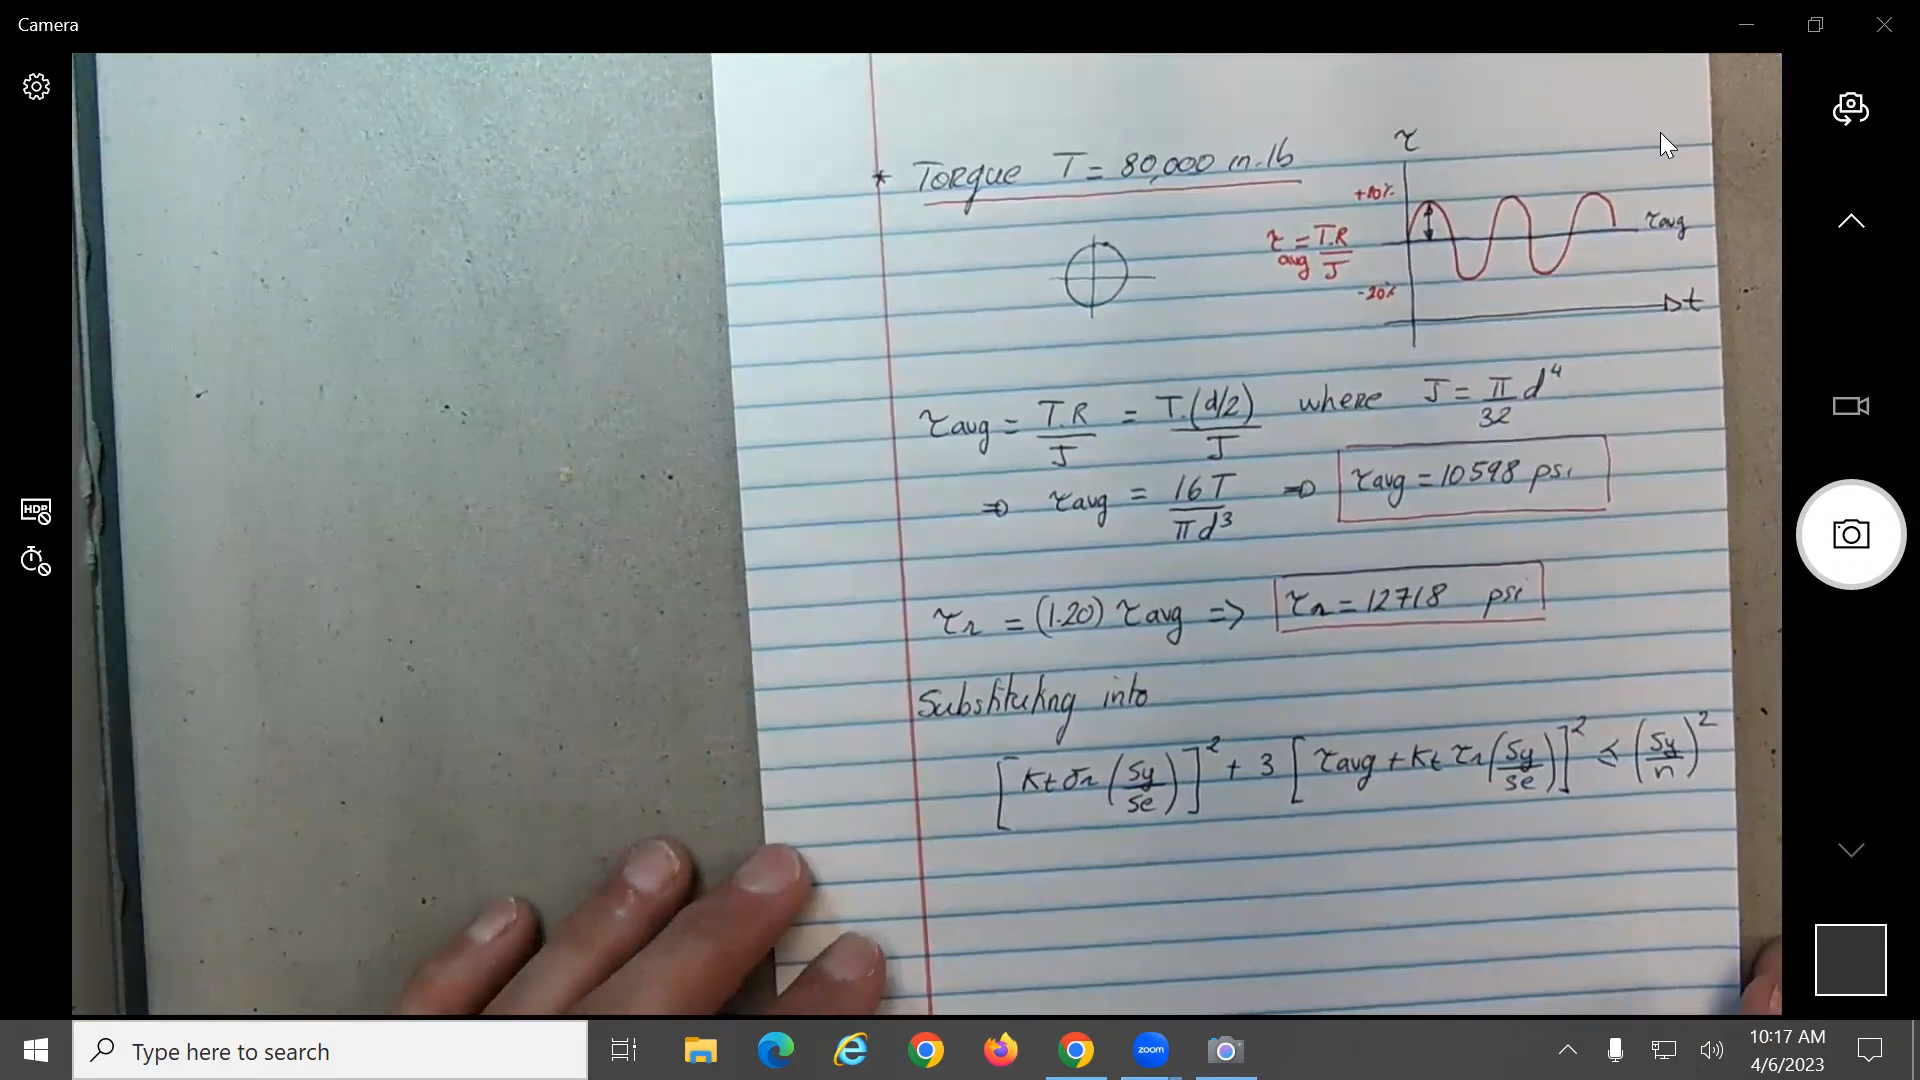 Camera
* Torque T = 80,000 in.lb
τ
+10%
τavg = T.R/J
τavg
-20%
t
τavg = T.R/J = T.(d/2)/J where J = π/32 d⁴
⇒ τavg = 16T/πd³ ⇒ τavg = 10598 psi
τr = (1.20) τavg => τr = 12718 psi
Substituting into
[Kt σr (Sy/Se)]² + 3 [τavg + Kt τr (Sy/Se)]² ≤ (Sy/n)²
HDR
Type here to search
zoom
10:17 AM
4/6/2023